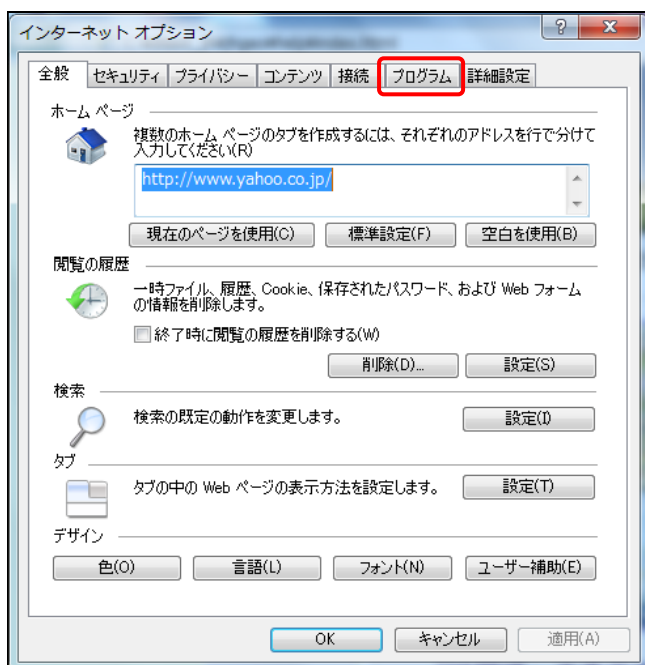 インターネット オプション
全般 セキュリティ プライバシー コンテンツ 接続 プログラム 詳細設定
ホーム ページ
複数のホーム ページのタブを作成するには、それぞれのアドレスを行で分けて
入力してください(R)
http://www.yahoo.co.jp/
現在のページを使用(C) 標準設定(F) 空白を使用(B)
閲覧の履歴
一時ファイル、履歴、Cookie、保存されたパスワード、および Web フォーム
の情報を削除します。
終了時に閲覧の履歴を削除する(W)
削除(D)... 設定(S)
検索
検索の既定の動作を変更します。
設定(I)
タブ
タブの中の Web ページの表示方法を設定します。
設定(T)
デザイン
色(O) 言語(L) フォント(N) ユーザー補助(E)
OK キャンセル 適用(A)